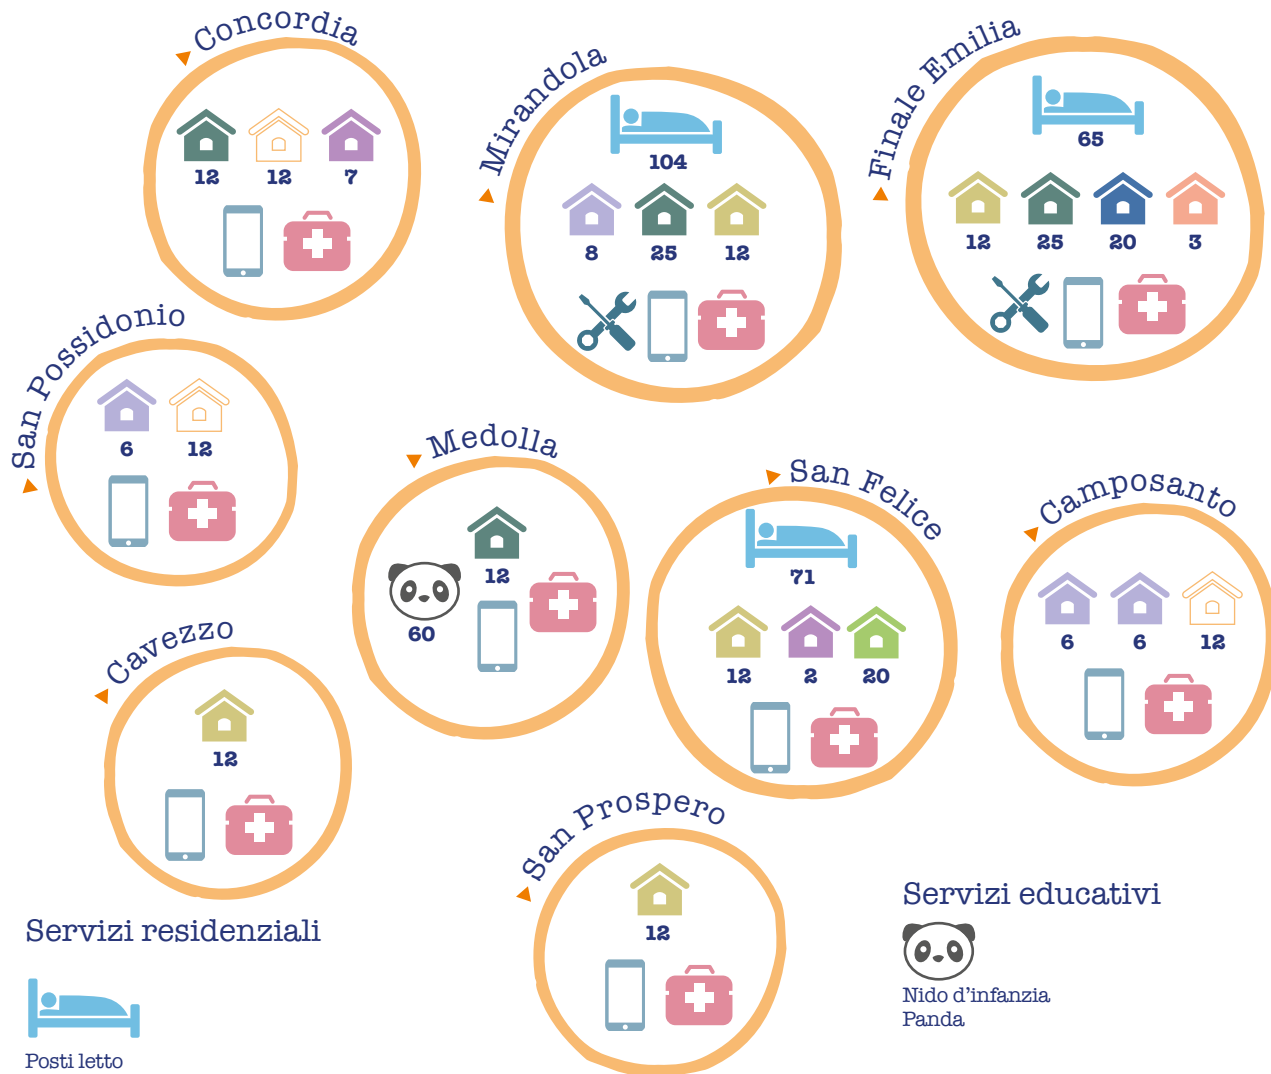 Concordia
12 12 7
Mirandola
104
8 25 12
Finale Emilia
65
12 25 20 3
San Possidonio
6 12
Medolla
12
60
San Felice
71
12 2 20
Camposanto
6 6 12
Cavezzo
12
San Prospero
12
Servizi residenziali
Posti letto
Servizi educativi
Nido d'infanzia
Panda